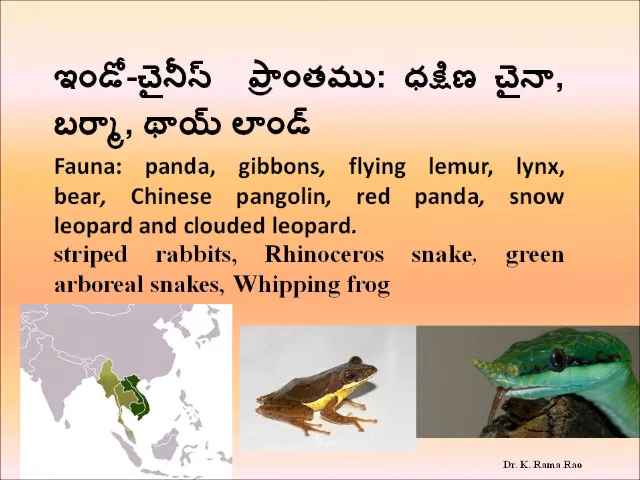 ఇండో-చైనీస్ ప్రాంతము: ధక్షిణ చైనా,
బర్మా, థాయ్ లాండ్
Fauna: panda, gibbons, flying lemur, lynx,
bear, Chinese pangolin, red panda, snow
leopard and clouded leopard.
striped rabbits, Rhinoceros snake, green
arboreal snakes, Whipping frog
Dr. K. Rama Rao